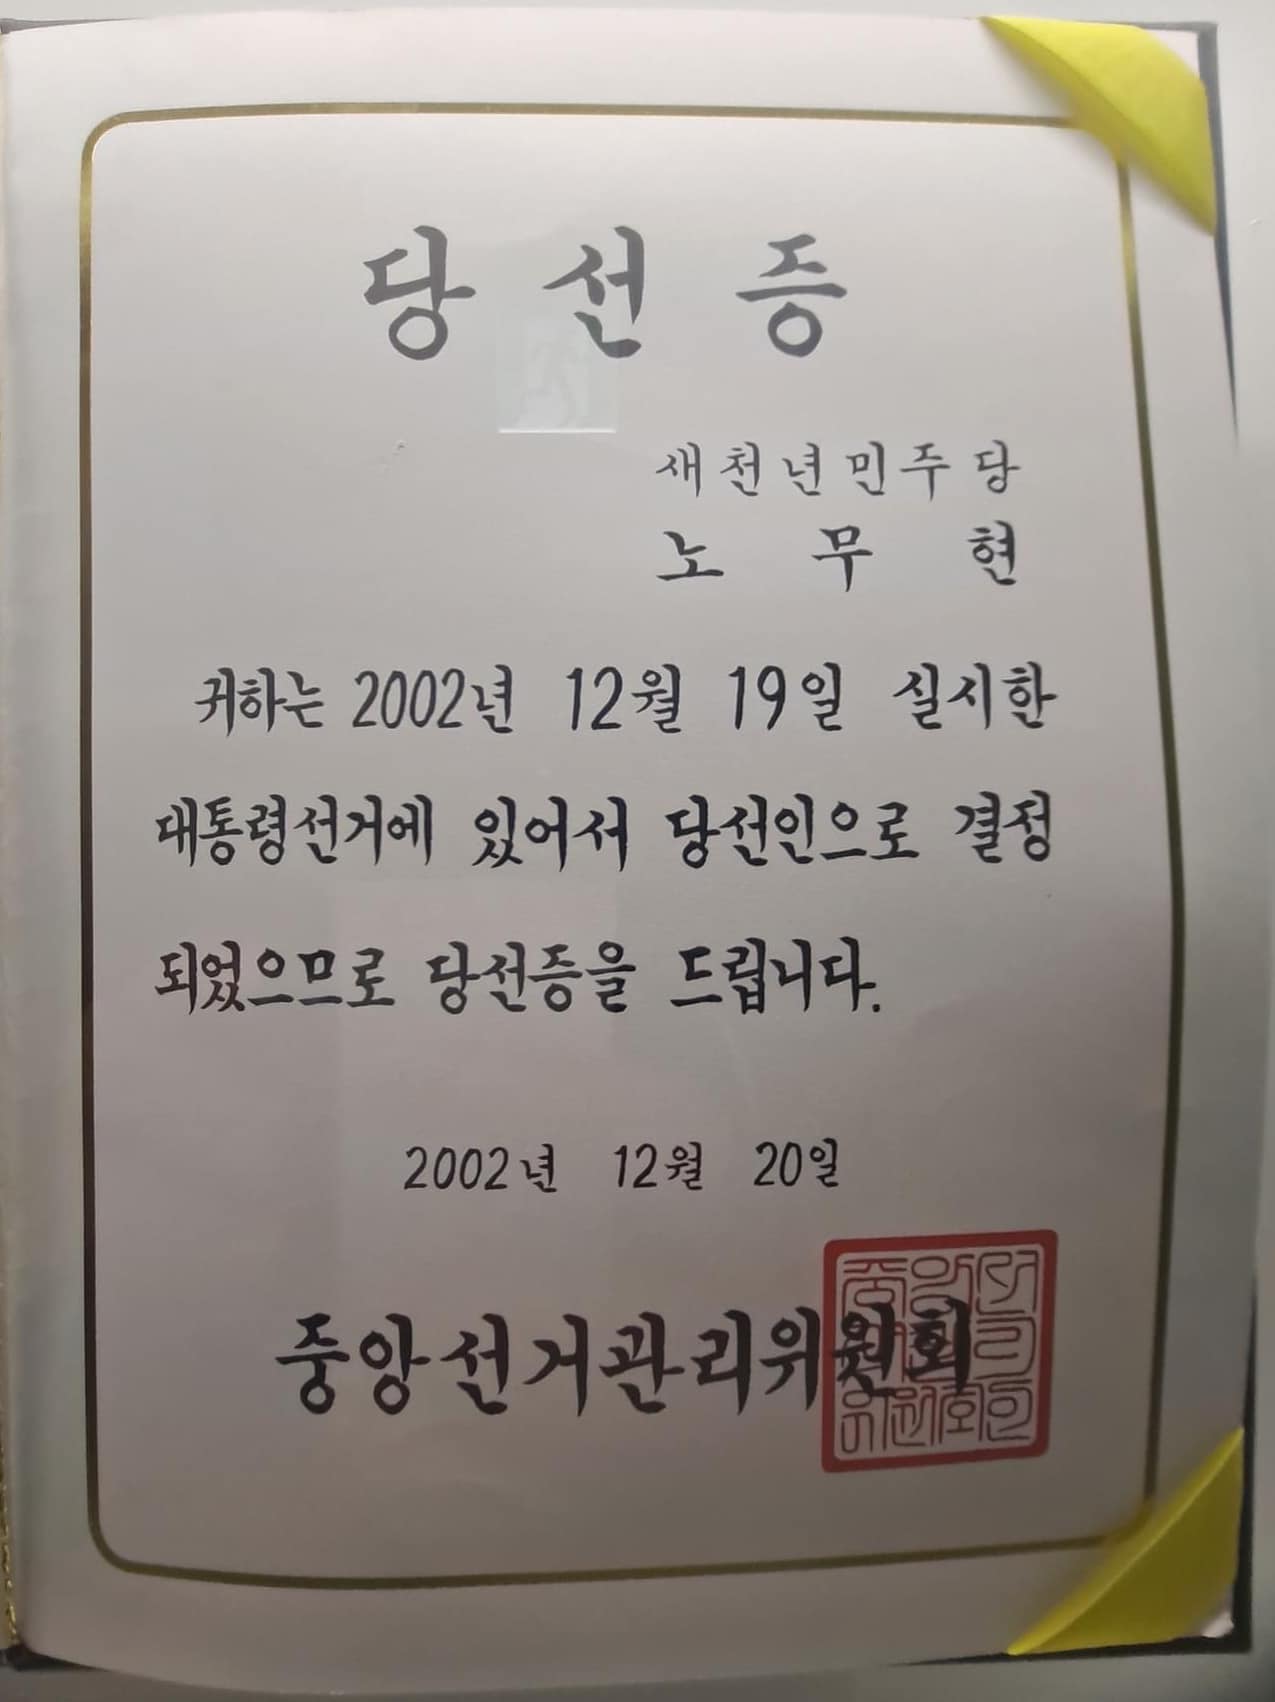 당 선 증
새천년민주당
노 무 현
귀하는 2002년 12월 19일 실시한
대통령선거에 있어서 당선인으로 결정
되었으므로 당선증을 드립니다.
2002년 12월 20일
중앙선거관리위원회